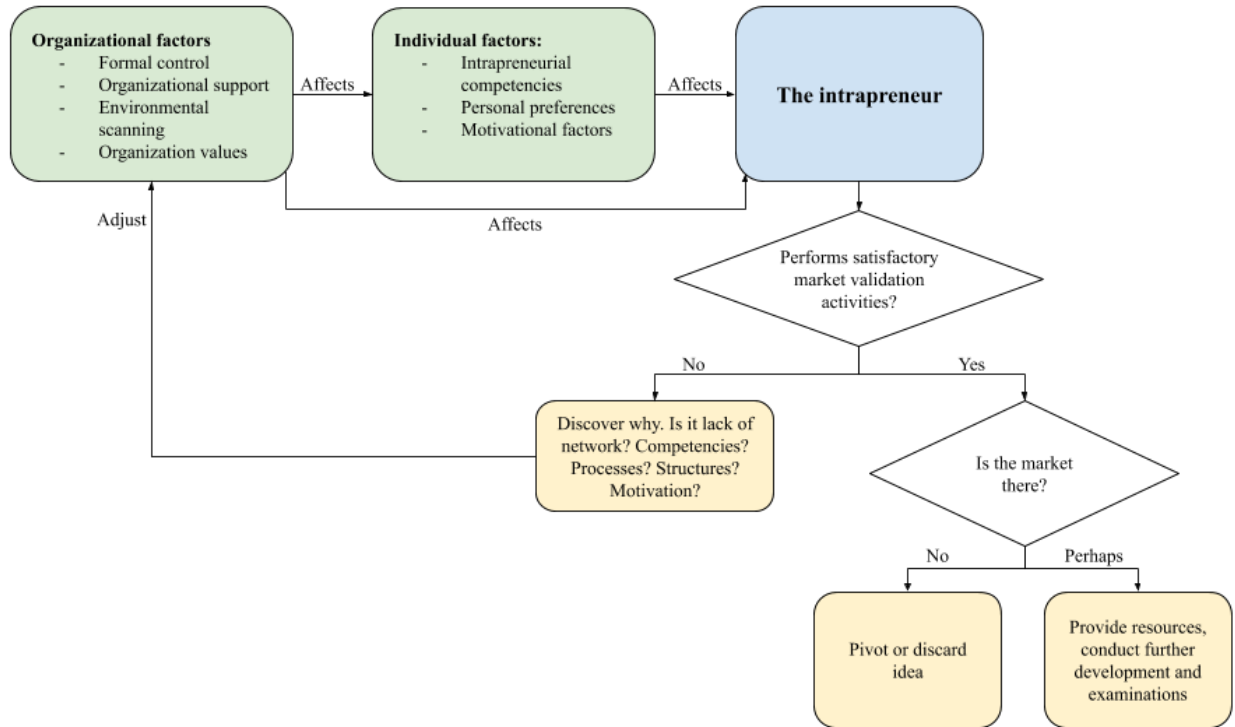 Organizational factors
- Formal control
- Organizational support
- Environmental
scanning
- Organization values
Affects
Individual factors:
- Intrapreneurial
competencies
- Personal preferences
- Motivational factors
Affects
The intrapreneur
Adjust
Affects
Performs satisfactory
market validation
activities?
No
Yes
Discover why. Is it lack of
network? Competencies?
Processes? Structures?
Motivation?
Is the market
there?
No
Perhaps
Pivot or discard
idea
Provide resources,
conduct further
development and
examinations